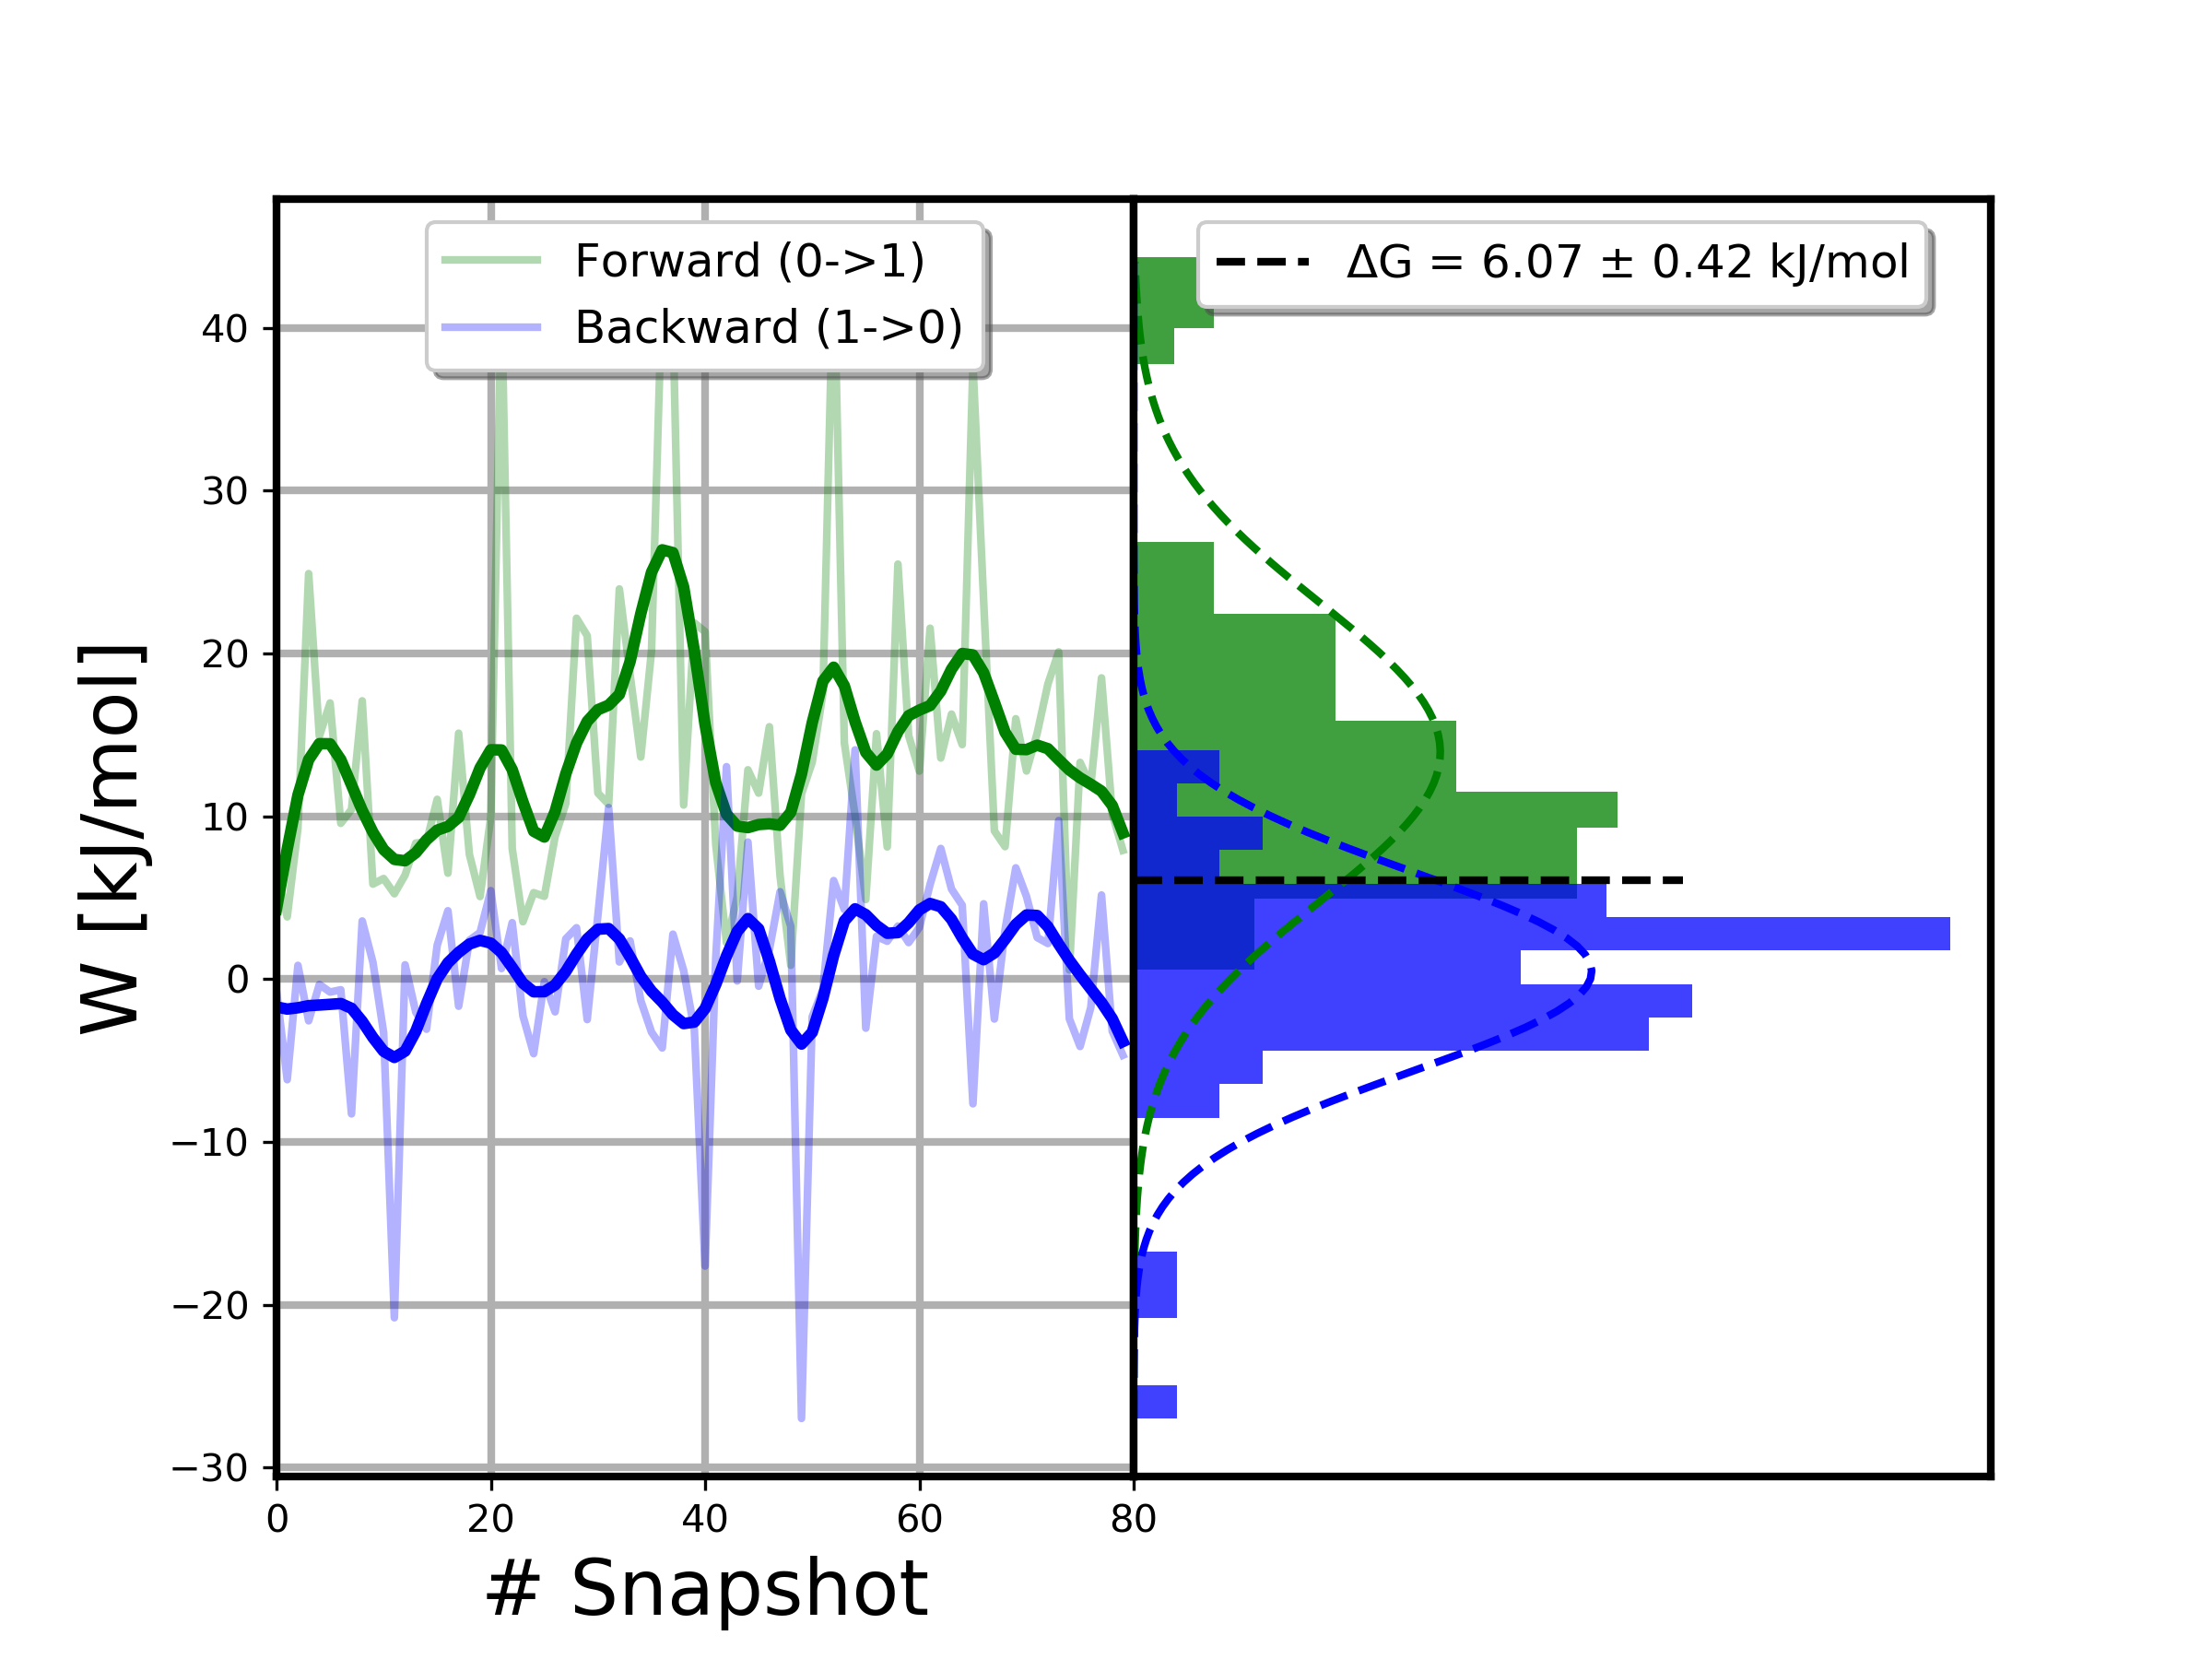 Forward (0->1)
Backward (1->0)
ΔG = 6.07 ± 0.42 kJ/mol
W [kJ/mol]
40
30
20
10
0
−10
−20
−30
0 20 40 60 80
# Snapshot